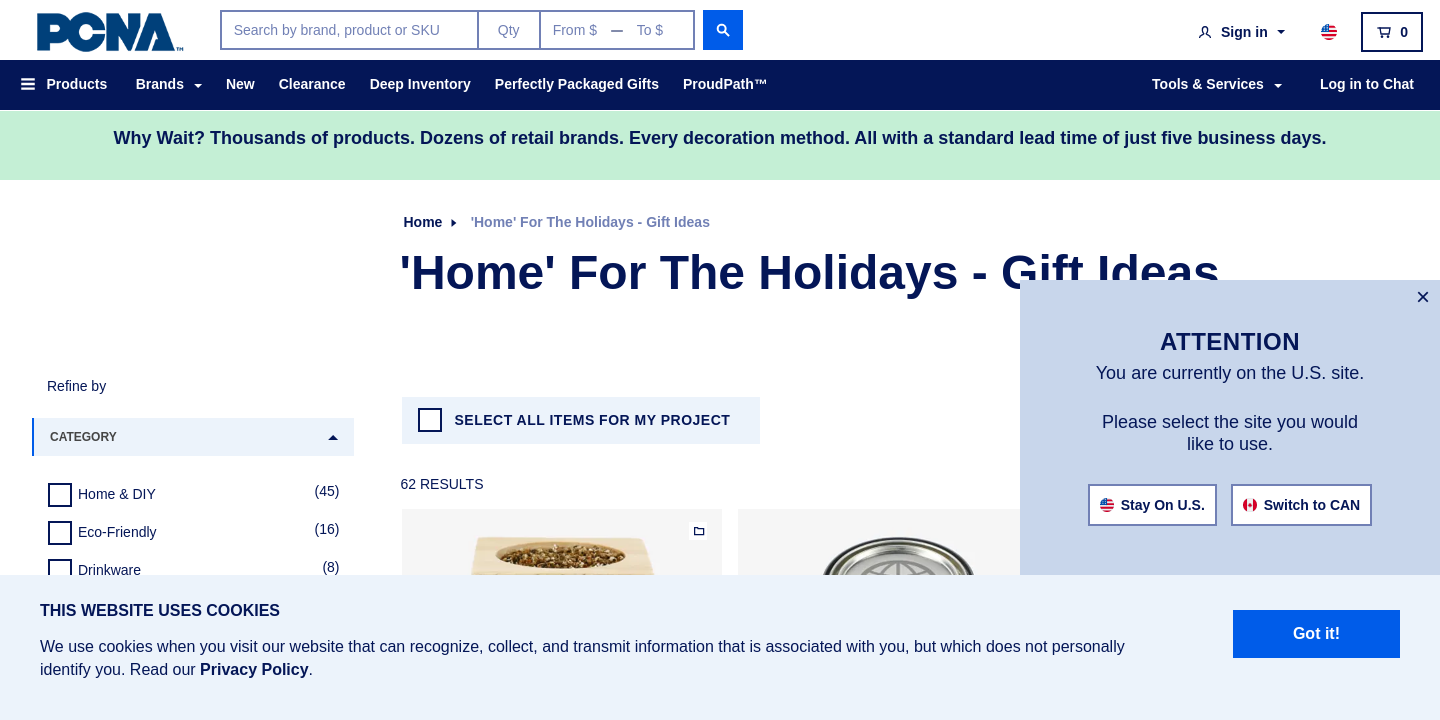 PCNA™
Search by brand, product or SKU
Qty
From $ — To $
Sign in
0
Products
Brands
New
Clearance
Deep Inventory
Perfectly Packaged Gifts
ProudPath™
Tools & Services
Log in to Chat
Why Wait? Thousands of products. Dozens of retail brands. Every decoration method. All with a standard lead time of just five business days.
Home
'Home' For The Holidays - Gift Ideas
'Home' For The Holidays - Gift Ideas
Refine by
CATEGORY
Home & DIY (45)
Eco-Friendly (16)
Drinkware (8)
SELECT ALL ITEMS FOR MY PROJECT
62 RESULTS
ATTENTION
You are currently on the U.S. site.
Please select the site you would
like to use.
Stay On U.S.
Switch to CAN
THIS WEBSITE USES COOKIES
We use cookies when you visit our website that can recognize, collect, and transmit information that is associated with you, but which does not personally
identify you. Read our Privacy Policy.
Got it!